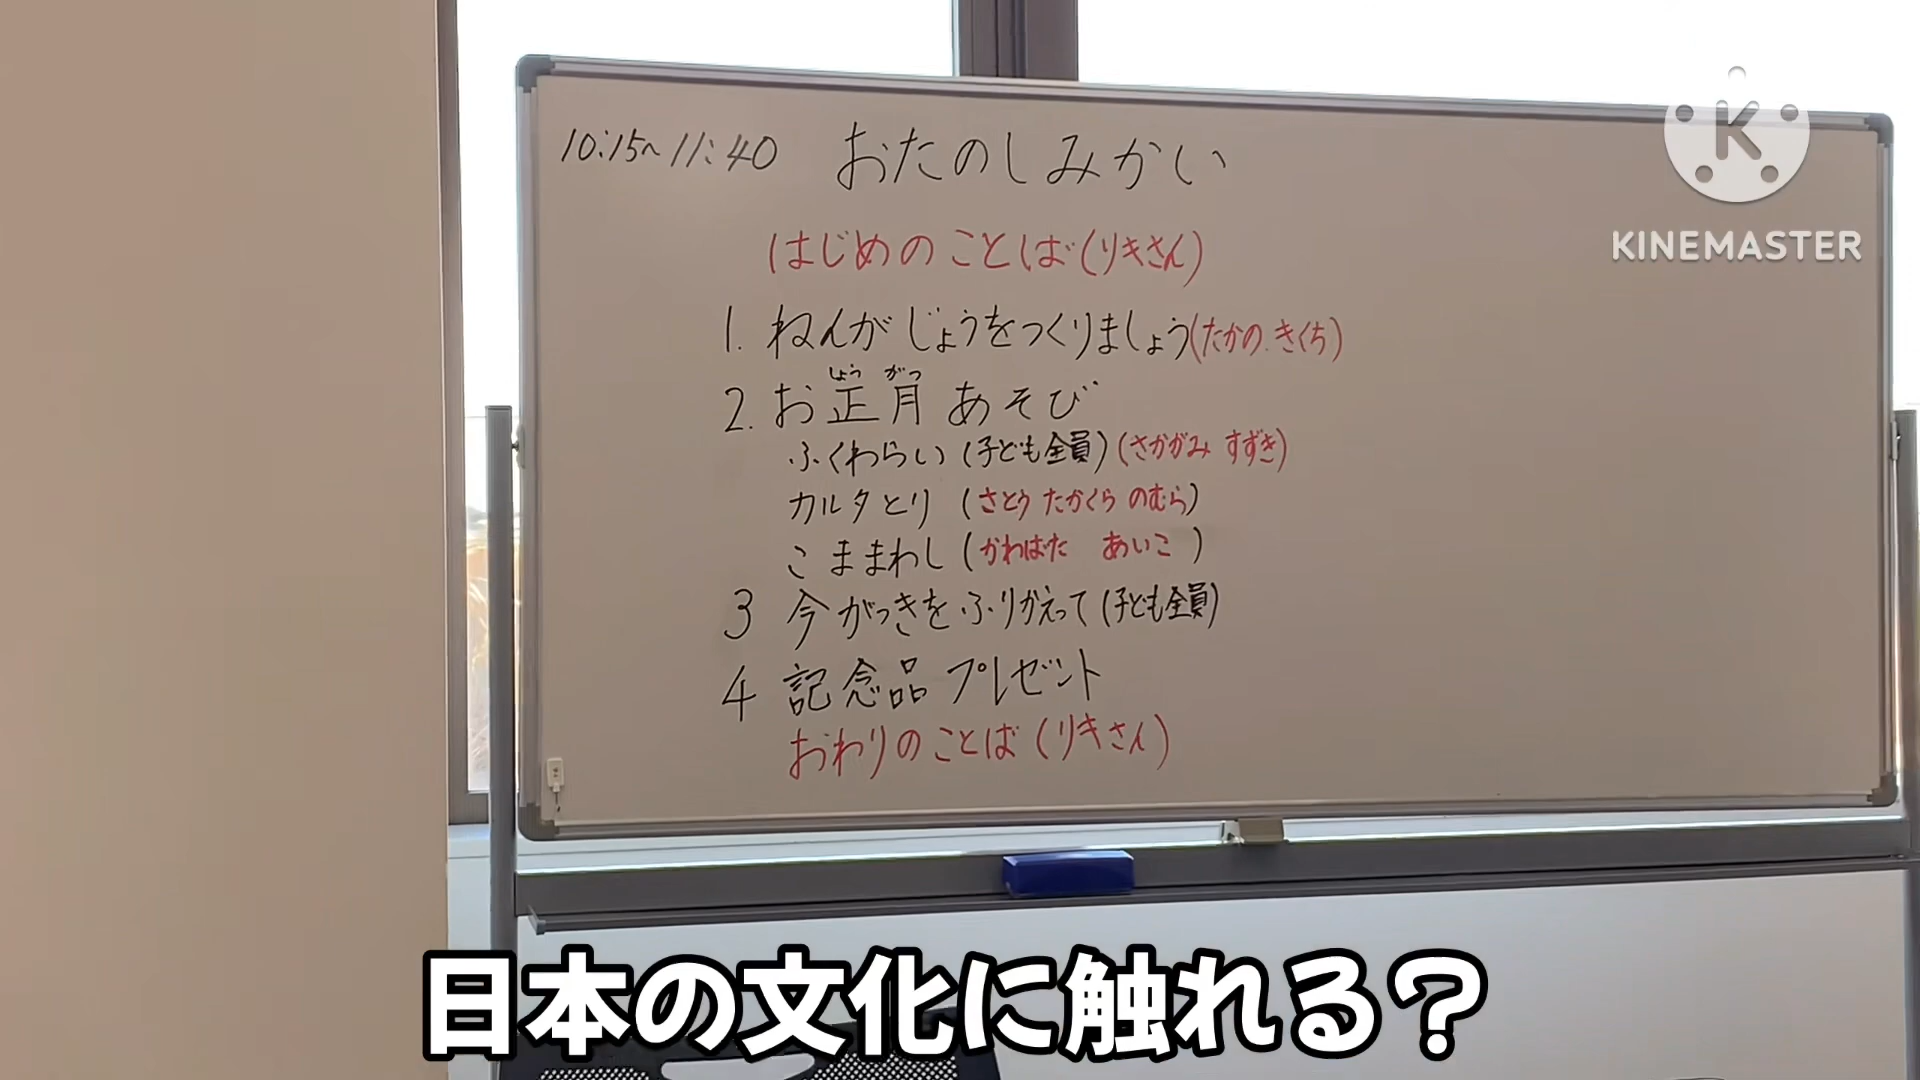 10:15~11:40 おたのしみかい
はじめのことば(リキさん)
1. ねんがじょうをつくりましょう(たかの.きくち)
しょう がつ
2. お正月あそび
ふくわらい(子ども全員)(さかがみ すずき)
カルタとり(さとう たかくら のむら)
こままわし(かわはた あいこ)
3 今がっきをふりかえって(子ども全員)
4 記念品プレゼント
おわりのことば(リキさん)
K
KINEMASTER
日本の文化に触れる?